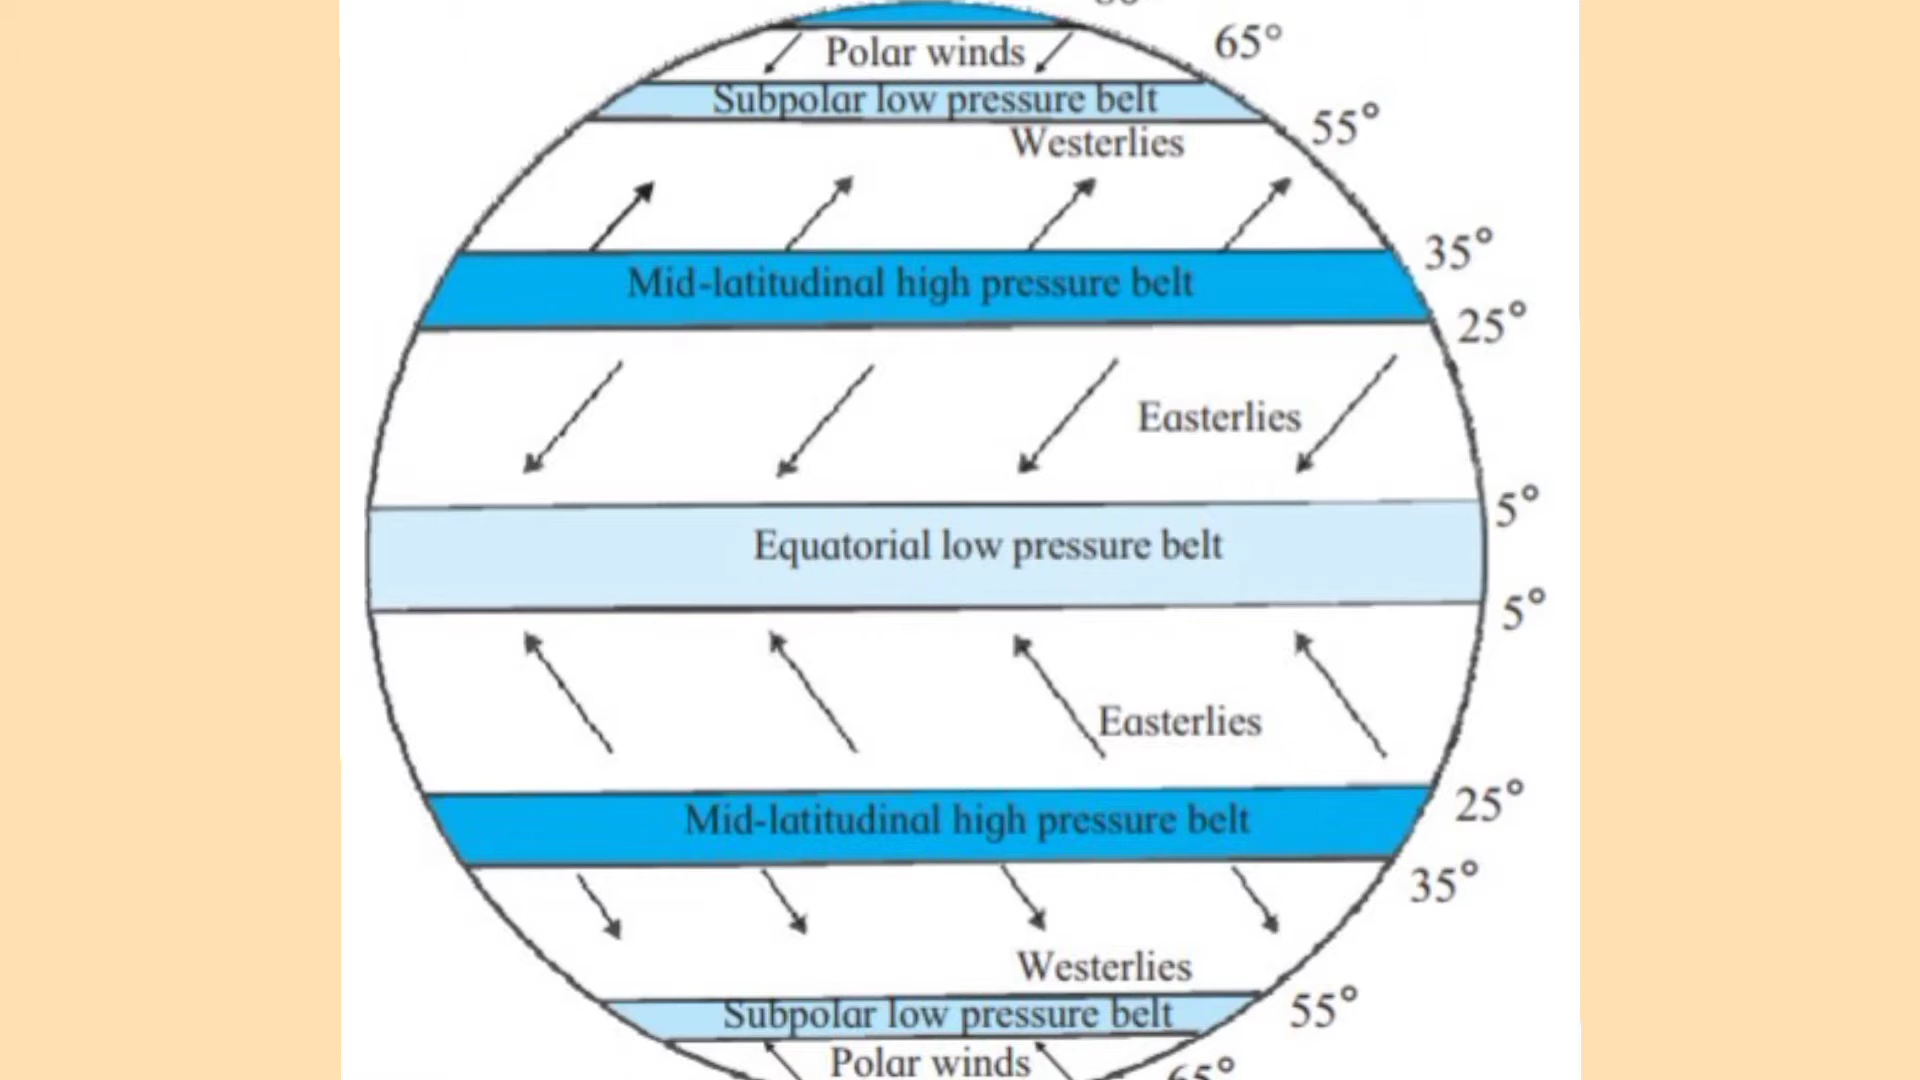 65°
Polar winds
Subpolar low pressure belt
55°
Westerlies
35°
Mid-latitudinal high pressure belt
25°
Easterlies
5°
Equatorial low pressure belt
5°
Easterlies
25°
Mid-latitudinal high pressure belt
35°
Westerlies
55°
Subpolar low pressure belt
Polar winds
65°